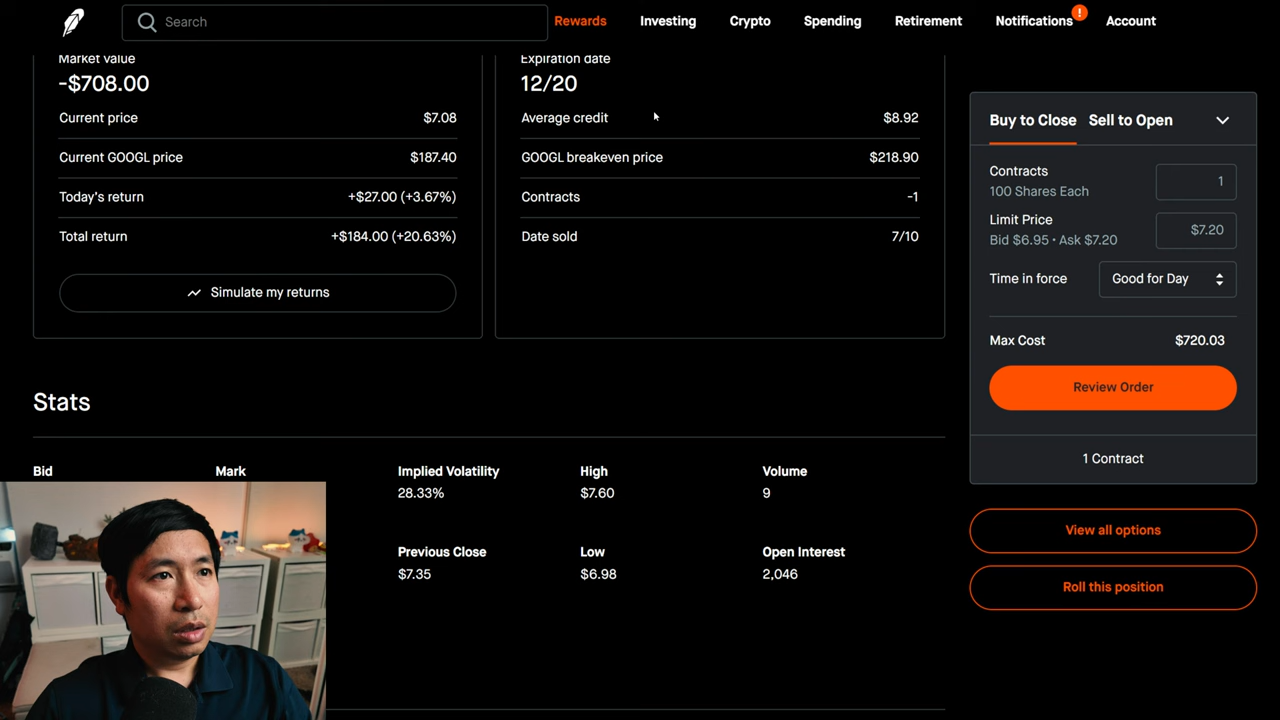 Search
Rewards
Investing
Crypto
Spending
Retirement
Notifications
!
Account
Market value
-$708.00
Current price $7.08
Current GOOGL price $187.40
Today's return +$27.00 (+3.67%)
Total return +$184.00 (+20.63%)
Simulate my returns
Expiration date
12/20
Average credit $8.92
GOOGL breakeven price $218.90
Contracts -1
Date sold 7/10
Buy to Close Sell to Open
Contracts
100 Shares Each
1
Limit Price
Bid $6.95 • Ask $7.20
$7.20
Time in force Good for Day
Max Cost $720.03
Review Order
1 Contract
View all options
Roll this position
Stats
Bid Mark Implied Volatility High Volume
28.33% $7.60 9
Previous Close Low Open Interest
$7.35 $6.98 2,046